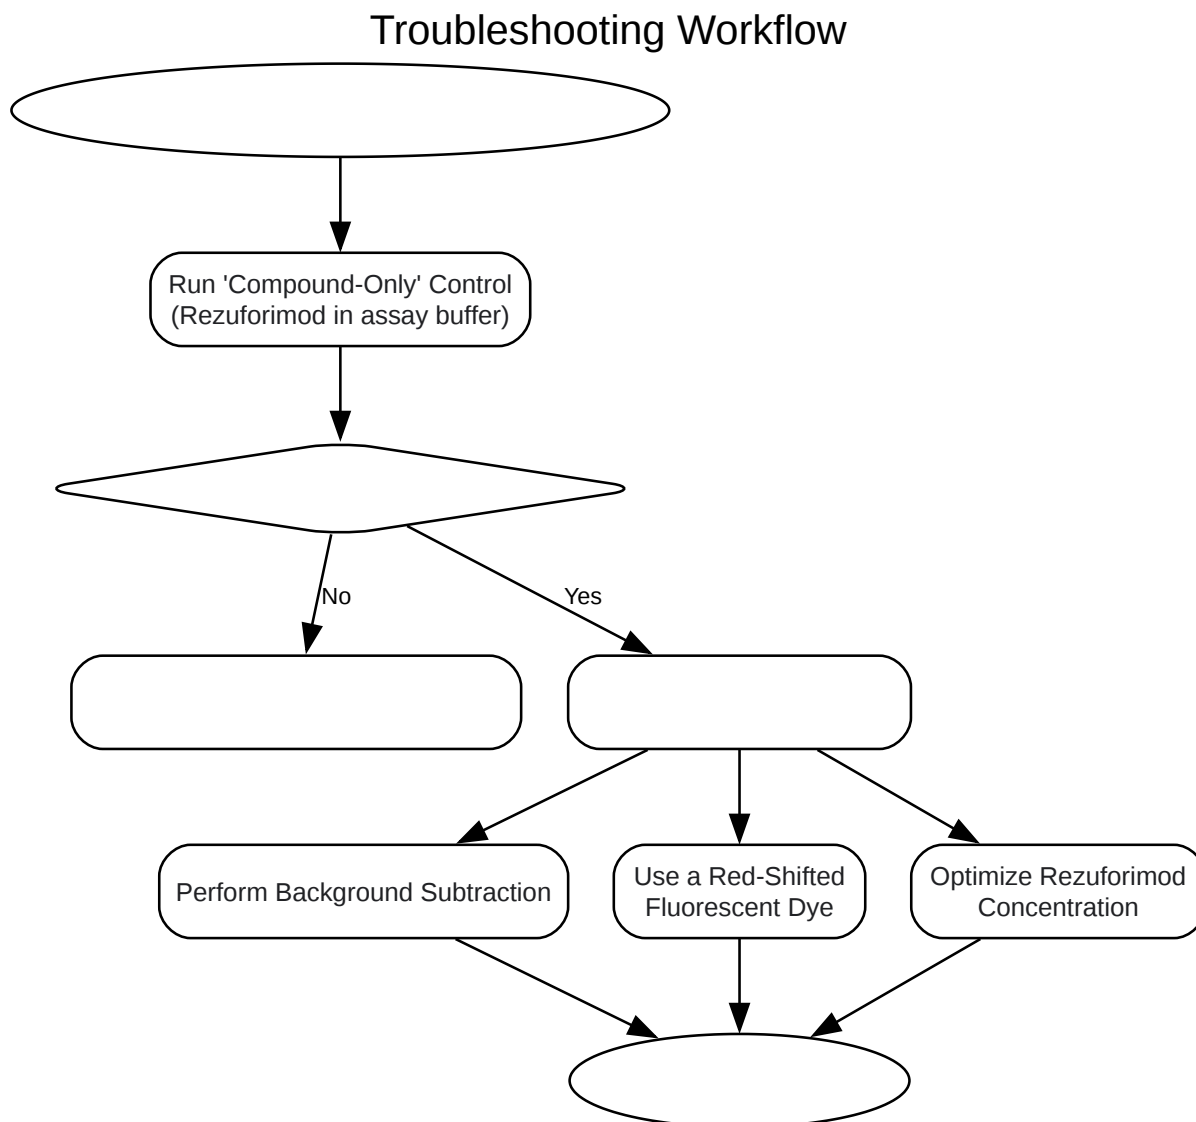 Troubleshooting Workflow
Run 'Compound-Only' Control
(Rezuforimod in assay buffer)
No
Yes
Perform Background Subtraction
Use a Red-Shifted
Fluorescent Dye
Optimize Rezuforimod
Concentration